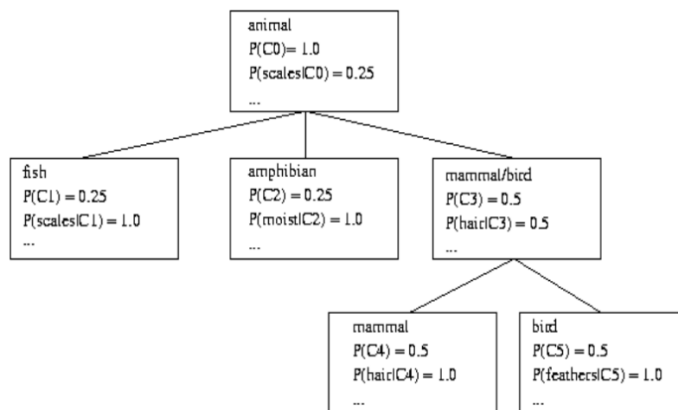 animal
P(C0)= 1.0
P(scales|C0) = 0.25
...
fish
P(C1) = 0.25
P(scales|C1) = 1.0
...
amphibian
P(C2) = 0.25
P(moist|C2) = 1.0
...
mammal/bird
P(C3) = 0.5
P(hair|C3) = 0.5
...
mammal
P(C4) = 0.5
P(hair|C4) = 1.0
...
bird
P(C5) = 0.5
P(feathers|C5) = 1.0
...